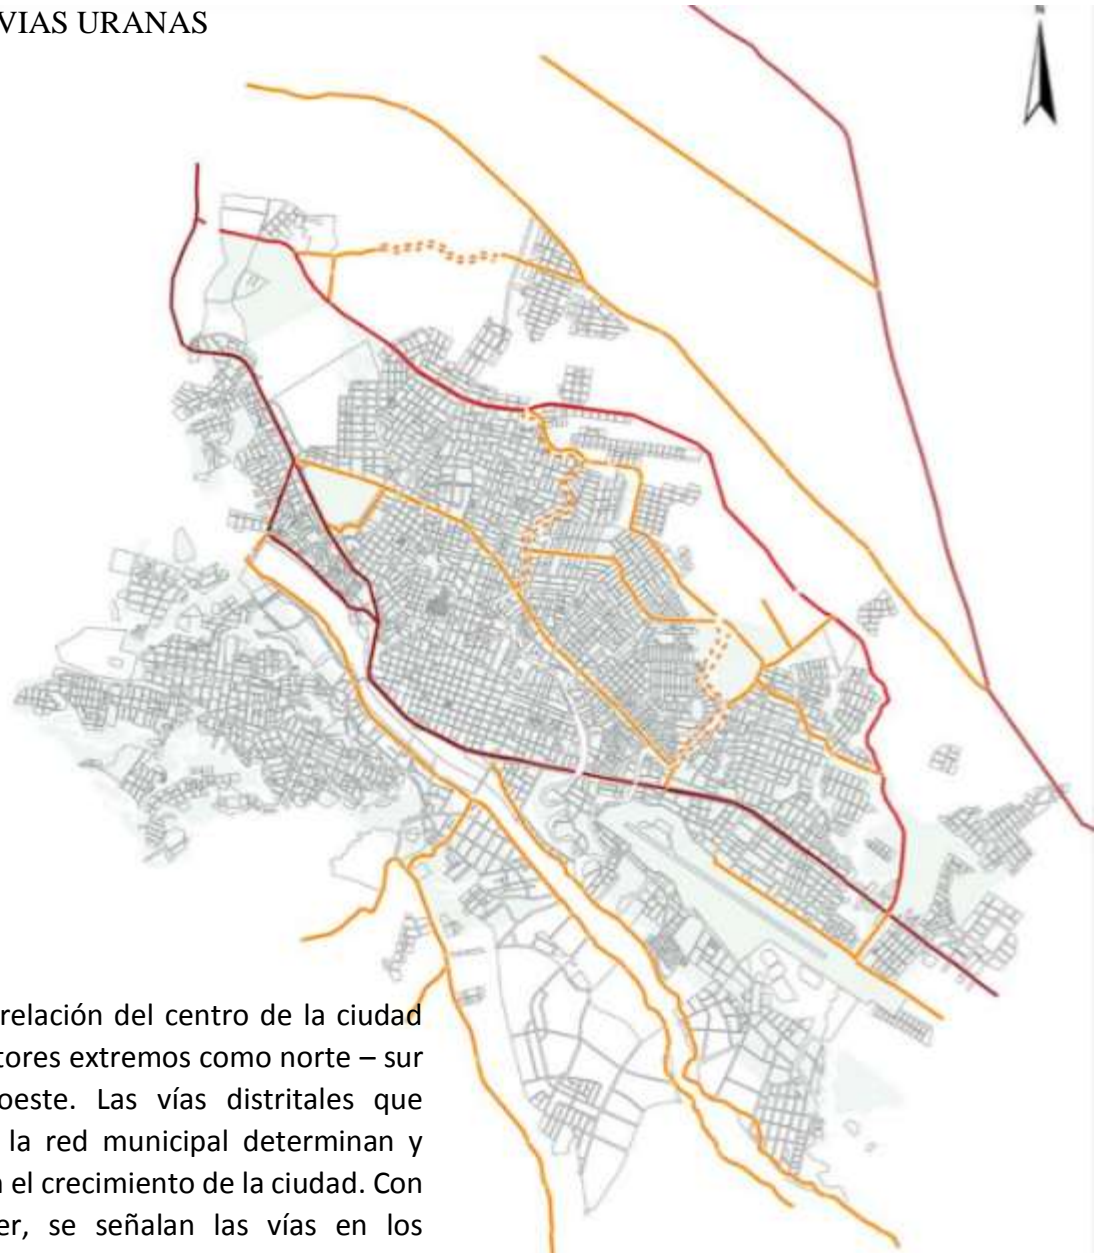 VIAS URANAS
relación del centro de la ciudad
tores extremos como norte – sur
oeste. Las vías distritales que
la red municipal determinan y
el crecimiento de la ciudad. Con
er, se señalan las vías en los